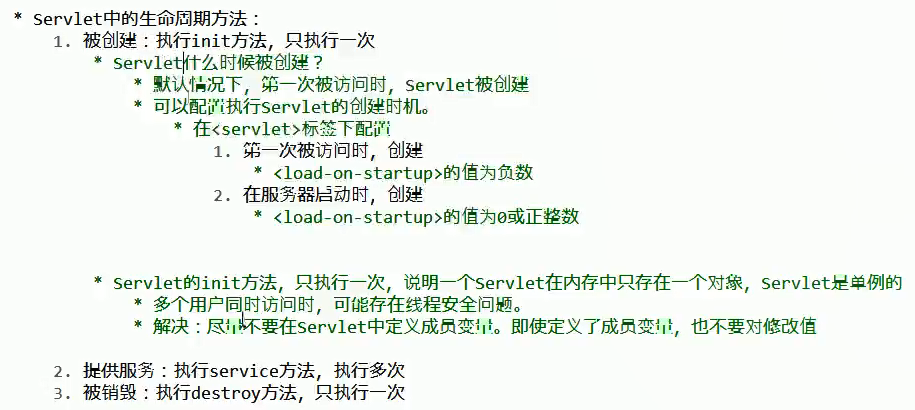 * Servlet中的生命周期方法：
1. 被创建：执行init方法，只执行一次
* Servlet什么时候被创建？
* 默认情况下，第一次被访问时，Servlet被创建
* 可以配置执行Servlet的创建时机。
* 在<servlet>标签下配置
1. 第一次被访问时，创建
* <load-on-startup>的值为负数
2. 在服务器启动时，创建
* <load-on-startup>的值为0或正整数
* Servlet的init方法，只执行一次，说明一个Servlet在内存中只存在一个对象，Servlet是单例的
* 多个用户同时访问时，可能存在线程安全问题。
* 解决：尽量不要在Servlet中定义成员变量。即使定义了成员变量，也不要对修改值
2. 提供服务：执行service方法，执行多次
3. 被销毁：执行destroy方法，只执行一次